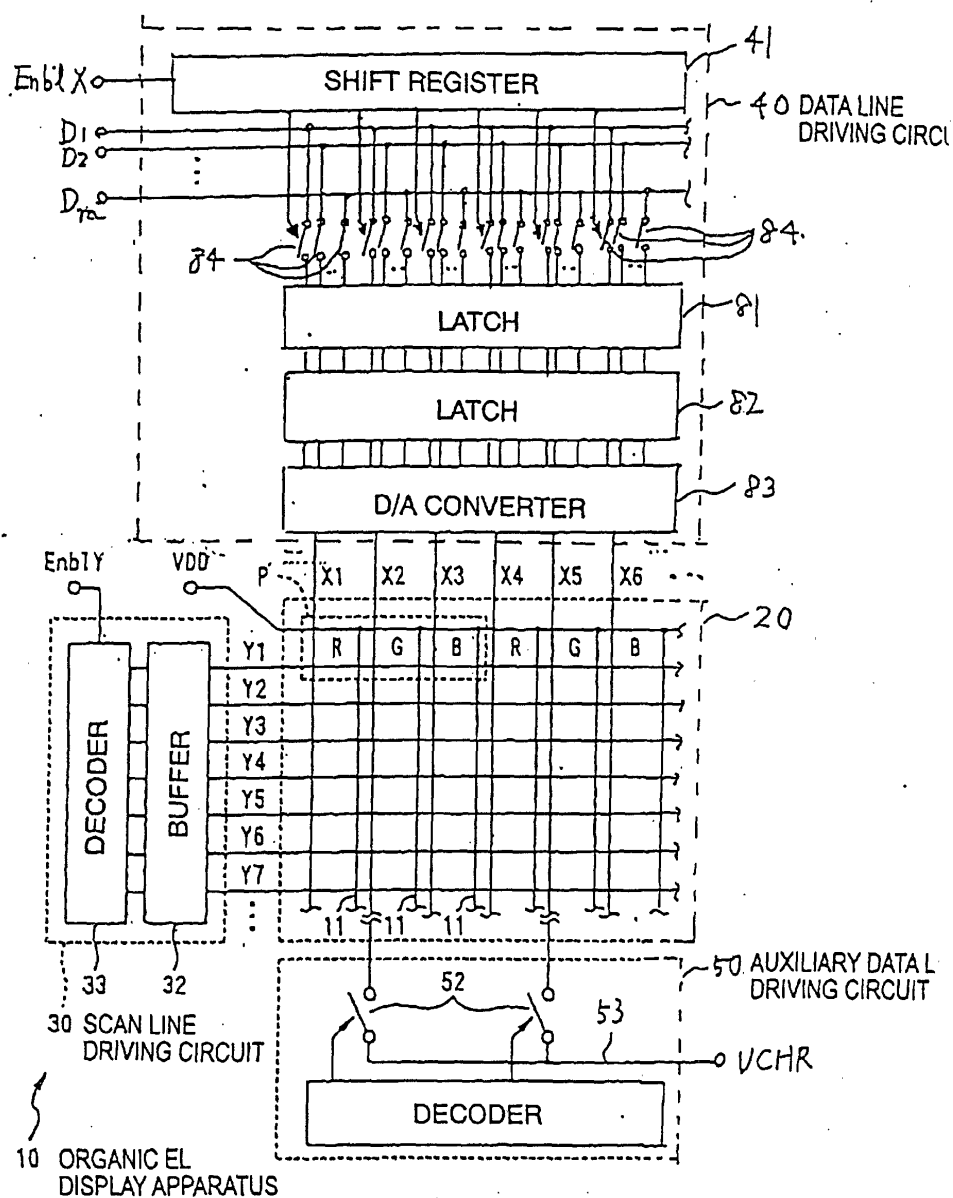 41
Enbl X
SHIFT REGISTER
40 DATA LINE
DRIVING CIRCU
D1
D2
Dm
84
84.
LATCH
81
LATCH
82
D/A CONVERTER
83
Enbl Y
VDD
P
X1 X2 X3 X4 X5 X6
20
R G B R G B
Y1
Y2
Y3
Y4
Y5
Y6
Y7
DECODER
BUFFER
11 11 11
33 32
30 SCAN LINE
DRIVING CIRCUIT
50 AUXILIARY DATA L
DRIVING CIRCUIT
52
53
VCHR
DECODER
10 ORGANIC EL
DISPLAY APPARATUS